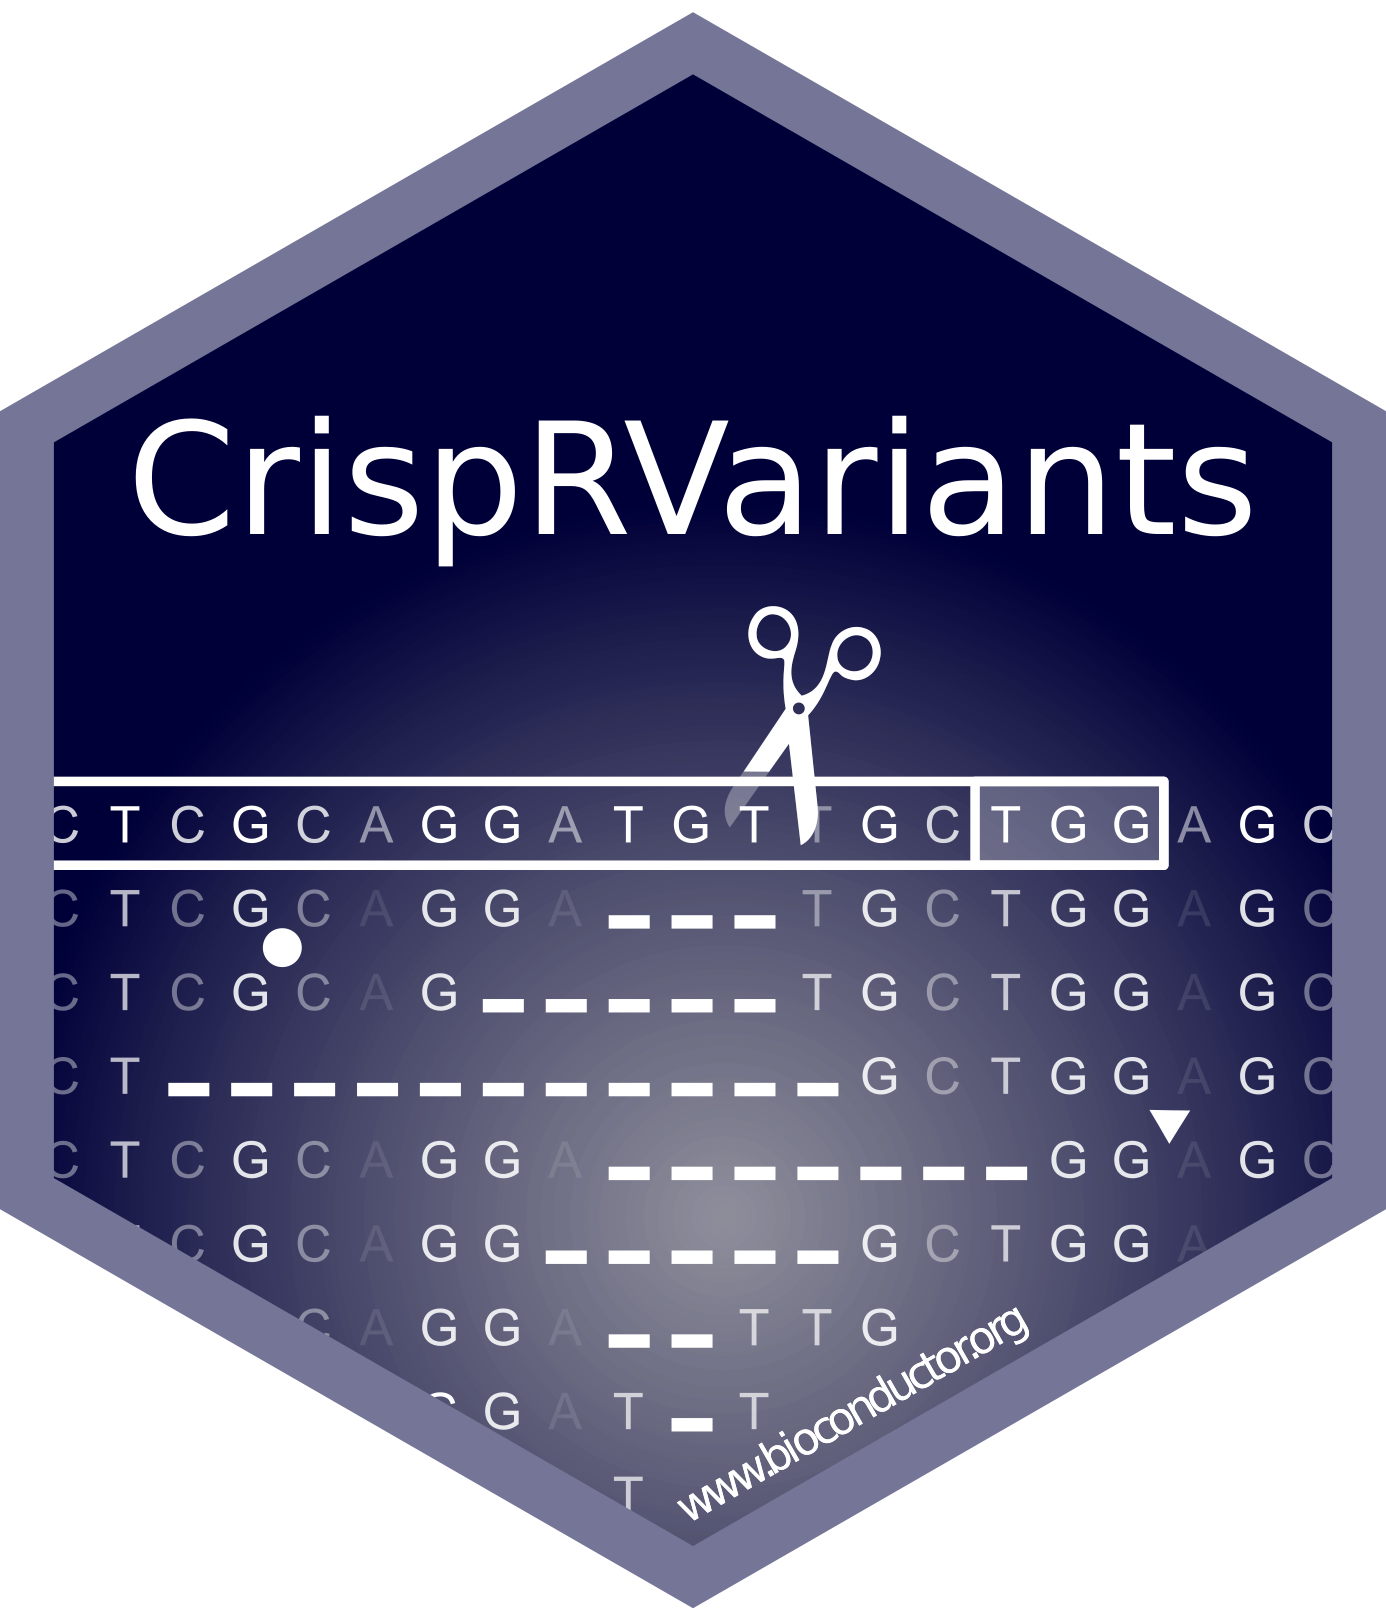 CrispRVariants
C T C G C A G G A T G T T G C T G G A G C
C T C G C A G G A - - - T G C T G G A G C
C T C G C A G - - - - - T G C T G G A G C
C T - - - - - - - - - - - G C T G G A G C
C T C G C A G G A - - - - - - - G G A G C
C G C A G G - - - - - G C T G G A
C A G G A - - T T G
G G A T - T
T
www.bioconductor.org